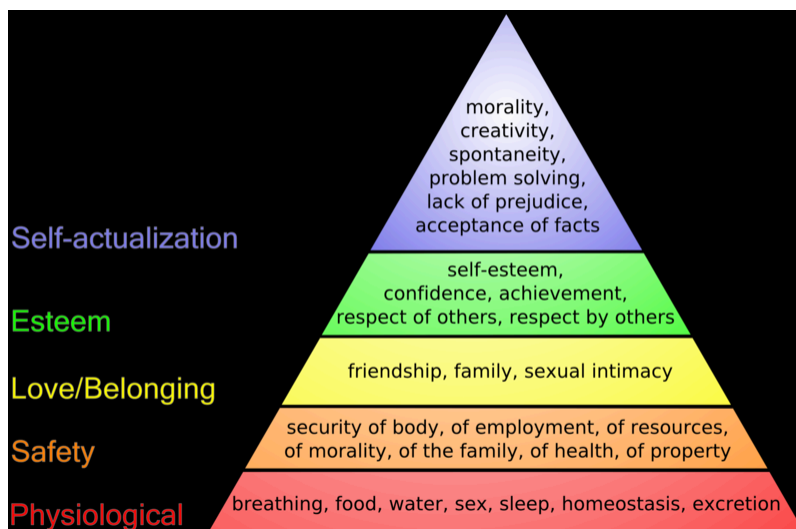 morality,
creativity,
spontaneity,
problem solving,
lack of prejudice,
acceptance of facts
Self-actualization
self-esteem,
confidence, achievement,
respect of others, respect by others
Esteem
friendship, family, sexual intimacy
Love/Belonging
security of body, of employment, of resources,
of morality, of the family, of health, of property
Safety
breathing, food, water, sex, sleep, homeostasis, excretion
Physiological